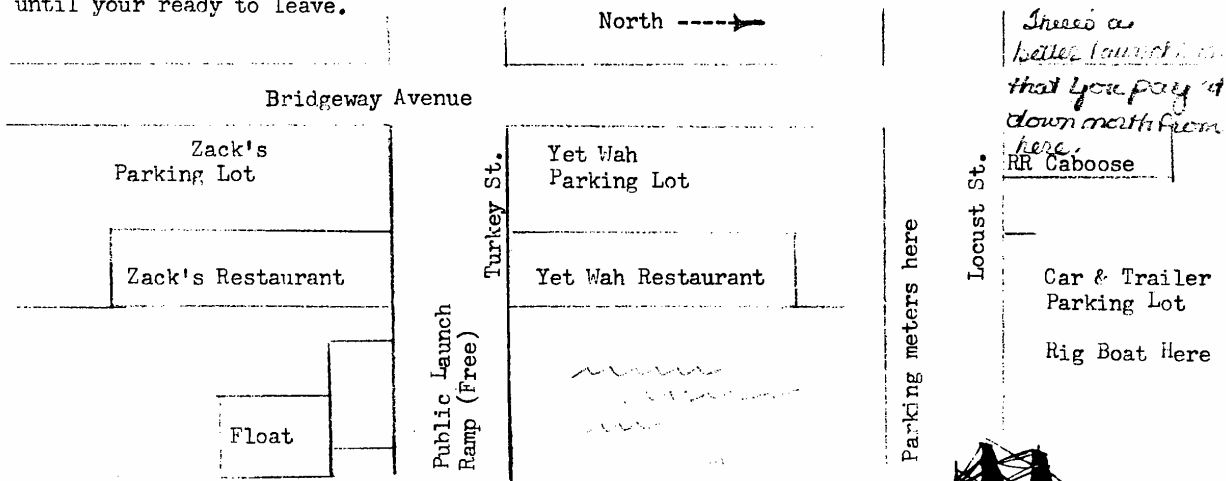 until your ready to leave.
North
There's a
better launch
that you pay
down north from
here.
Bridgeway Avenue
Zack's
Parking Lot
Yet Wah
Parking Lot
RR Caboose
Turkey St.
Locust St.
Zack's Restaurant
Yet Wah Restaurant
Parking meters here
Car & Trailer
Parking Lot
Rig Boat Here
Public Launch
Ramp (Free)
Float